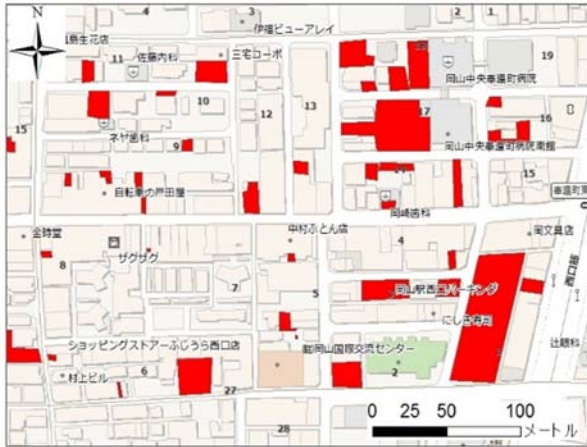 N
4
3
伊福ビューアレイ
2
1
島生花店
佐藤内科
三宅コーポ
11
19
岡山中央奉還町病院
10
12
13
17
16
15
ネヤ歯科
岡山中央奉還町病院南館
9
15
自転車の戸田屋
岡崎歯科
奉還町東
金時堂
中村ふとん店
岡文具店
4
ザグザグ
西口筋
8
7
5
岡山駅西口パーキング
にしき寿司
ショッピングストアーふじうら西口店
岡山国際交流センター
辻眼科
村上ビル
6
2
27
28
0 25 50 100
メートル